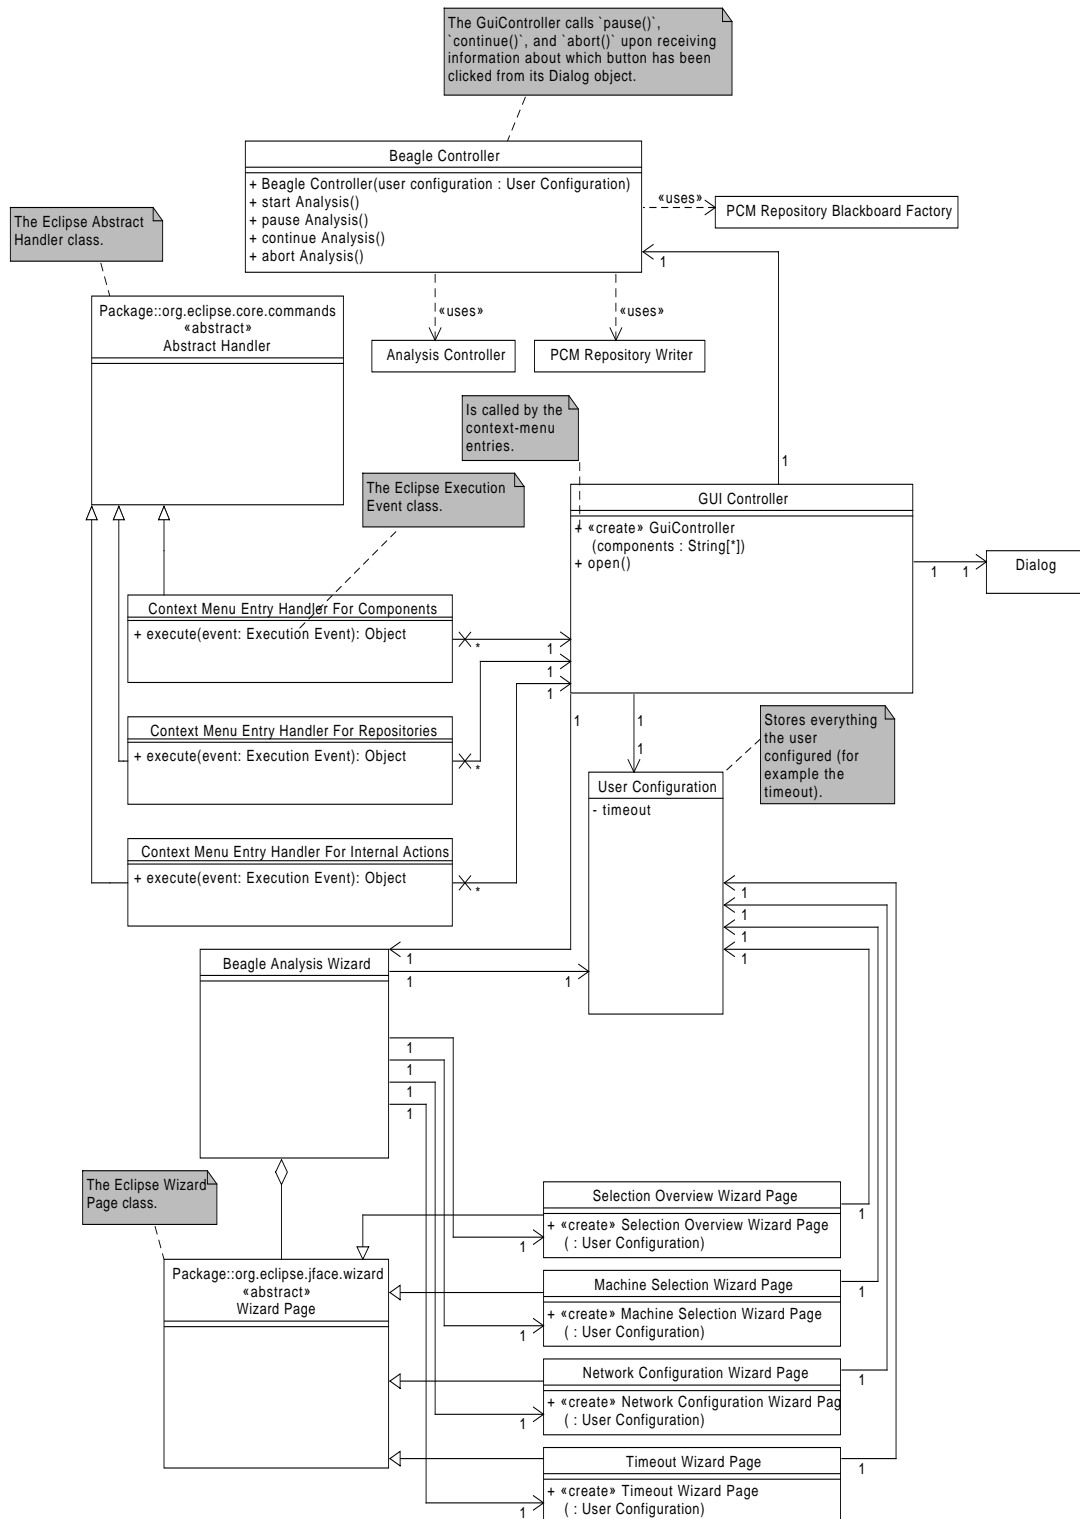 The GuiController calls `pause()`,
`continue()`, and `abort()` upon receiving
information about which button has been
clicked from its Dialog object.
Beagle Controller
+ Beagle Controller(user configuration : User Configuration)
+ start Analysis()
+ pause Analysis()
+ continue Analysis()
+ abort Analysis()
«uses»
PCM Repository Blackboard Factory
1
The Eclipse Abstract
Handler class.
Package::org.eclipse.core.commands
«abstract»
Abstract Handler
«uses»
«uses»
Analysis Controller
PCM Repository Writer
Is called by the
context-menu
entries.
1
The Eclipse Execution
Event class.
GUI Controller
+ «create» GuiController
(components : String[*])
+ open()
1
1
Dialog
Context Menu Entry Handler For Components
+ execute(event: Execution Event): Object
*
1
1
1
Context Menu Entry Handler For Repositories
+ execute(event: Execution Event): Object
*
1
1
1
Stores everything
the user
configured (for
example the
timeout).
User Configuration
- timeout
Context Menu Entry Handler For Internal Actions
+ execute(event: Execution Event): Object
*
1
1
1
1
1
Beagle Analysis Wizard
1
1
1
1
1
1
The Eclipse Wizard
Page class.
Package::org.eclipse.jface.wizard
«abstract»
Wizard Page
Selection Overview Wizard Page
+ «create» Selection Overview Wizard Page
( : User Configuration)
1
1
Machine Selection Wizard Page
+ «create» Machine Selection Wizard Page
( : User Configuration)
1
1
Network Configuration Wizard Page
+ «create» Network Configuration Wizard Pag
( : User Configuration)
1
1
Timeout Wizard Page
+ «create» Timeout Wizard Page
( : User Configuration)
1
1